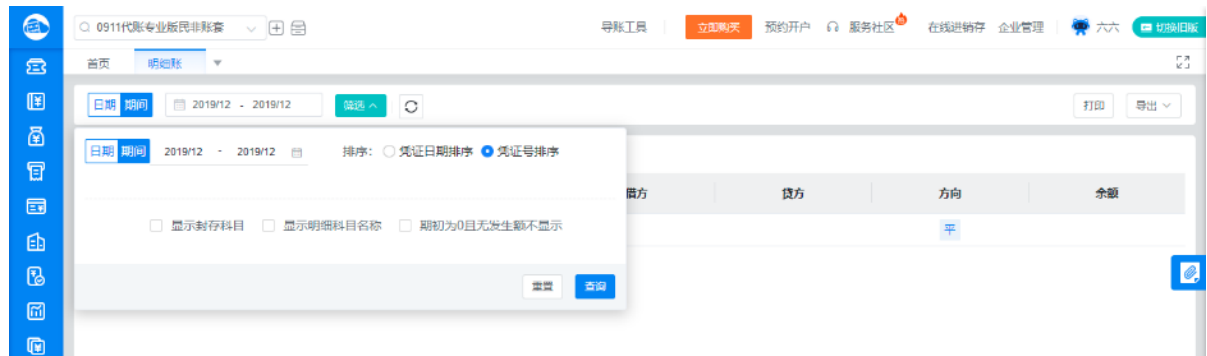 0911代账专业版民非账套 导账工具 立即购买 预约开户 服务社区 在线进销存 企业管理 六六 切换旧版
首页 明细账
日期 期间 2019/12 - 2019/12 筛选 打印 导出
日期 期间 2019/12 - 2019/12 排序: 凭证日期排序 凭证号排序
借方 贷方 方向 余额
显示封存科目 显示明细科目名称 期初为0且无发生额不显示 平
重置 查询